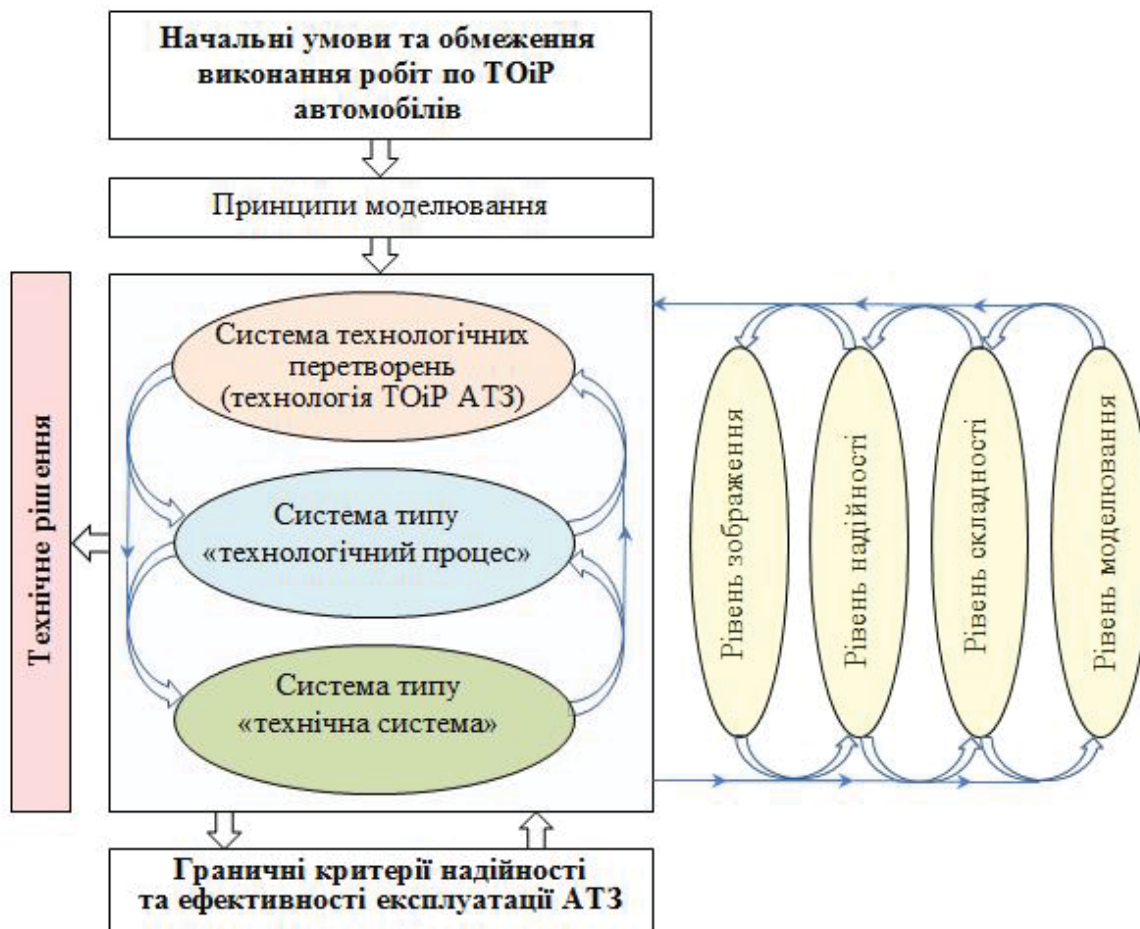 Начальні умови та обмеження
виконання робіт по ТОіР
автомобілів
Принципи моделювання
Технічне рішення
Система технологічних
перетворень
(технологія ТОіР АТЗ)
Система типу
«технологічний процес»
Система типу
«технічна система»
Рівень зображення
Рівень надійності
Рівень складності
Рівень моделювання
Граничні критерії надійності
та ефективності експлуатації АТЗ